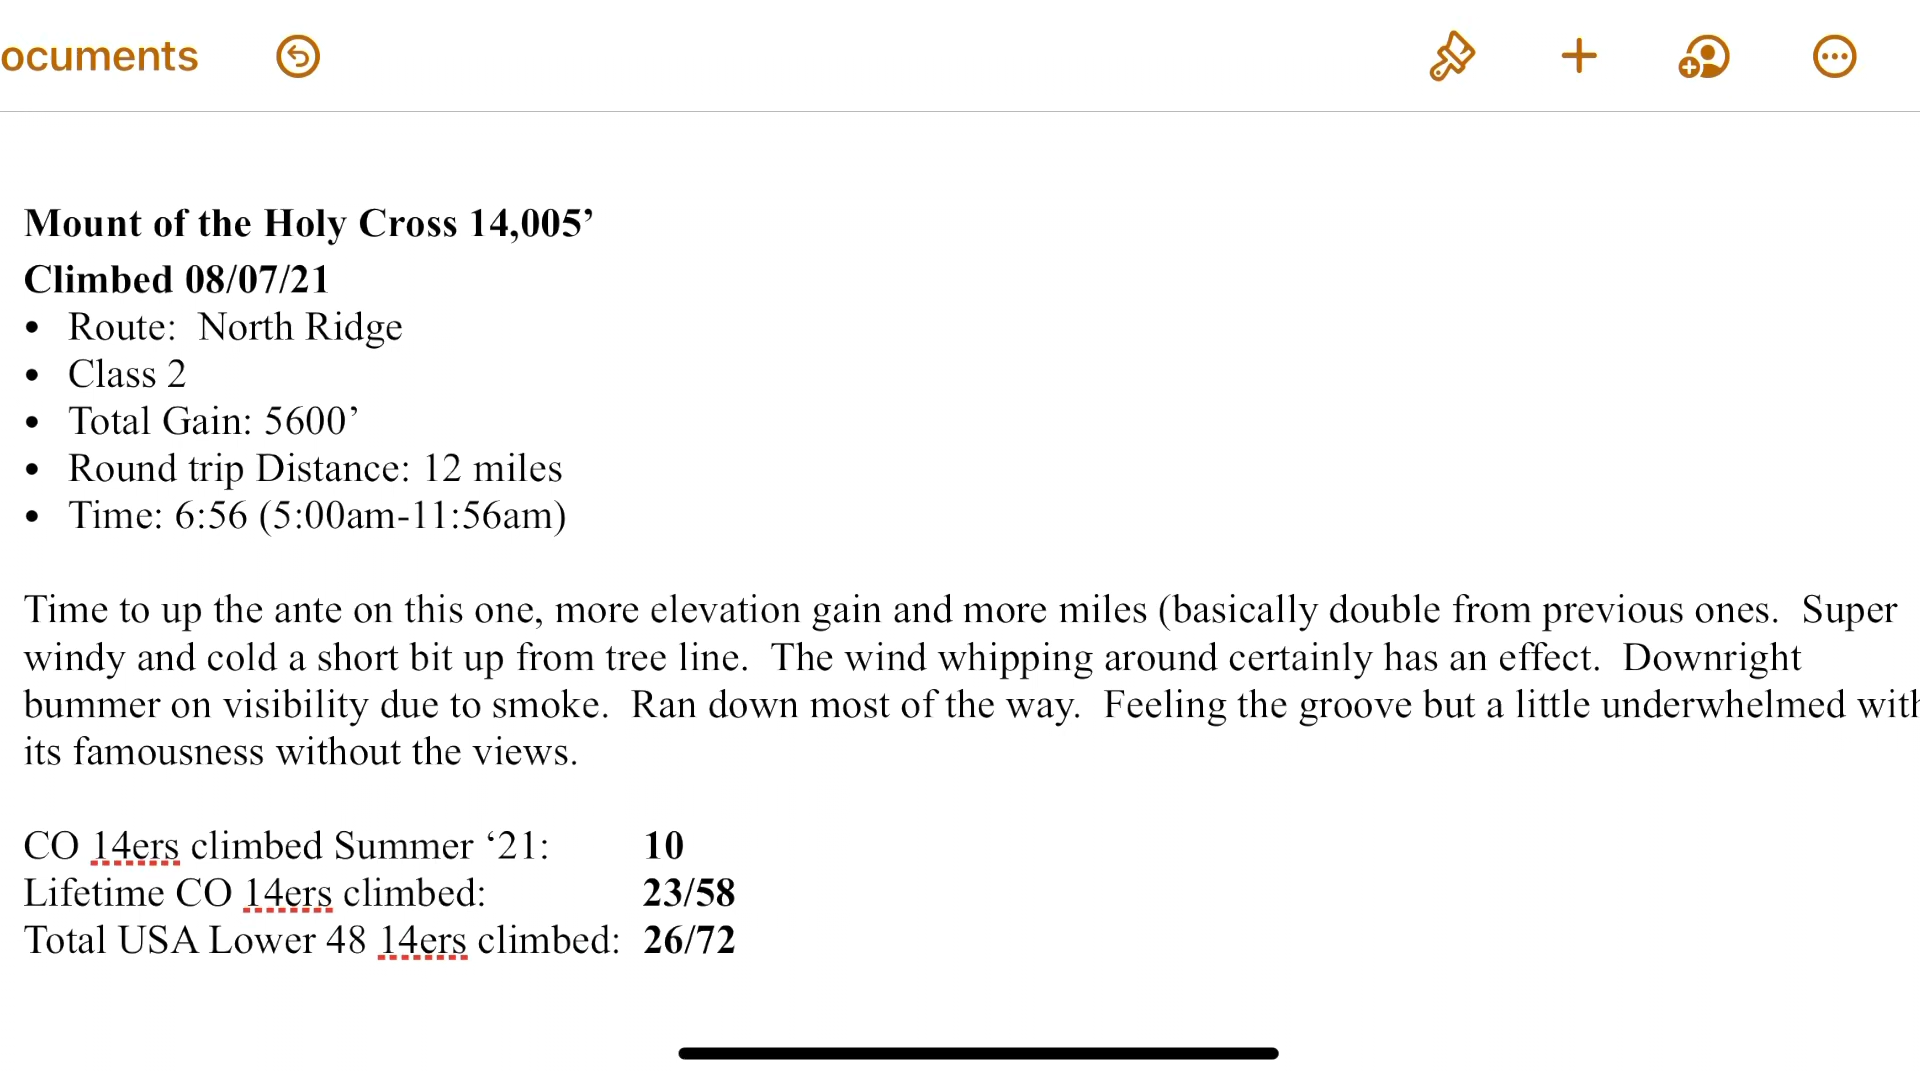 ocuments
Mount of the Holy Cross 14,005’
Climbed 08/07/21
• Route:  North Ridge
• Class 2
• Total Gain: 5600’
• Round trip Distance: 12 miles
• Time: 6:56 (5:00am-11:56am)
Time to up the ante on this one, more elevation gain and more miles (basically double from previous ones.  Super
windy and cold a short bit up from tree line.  The wind whipping around certainly has an effect.  Downright
bummer on visibility due to smoke.  Ran down most of the way.  Feeling the groove but a little underwhelmed with
its famousness without the views.
CO 14ers climbed Summer ‘21: 10
Lifetime CO 14ers climbed: 23/58
Total USA Lower 48 14ers climbed: 26/72